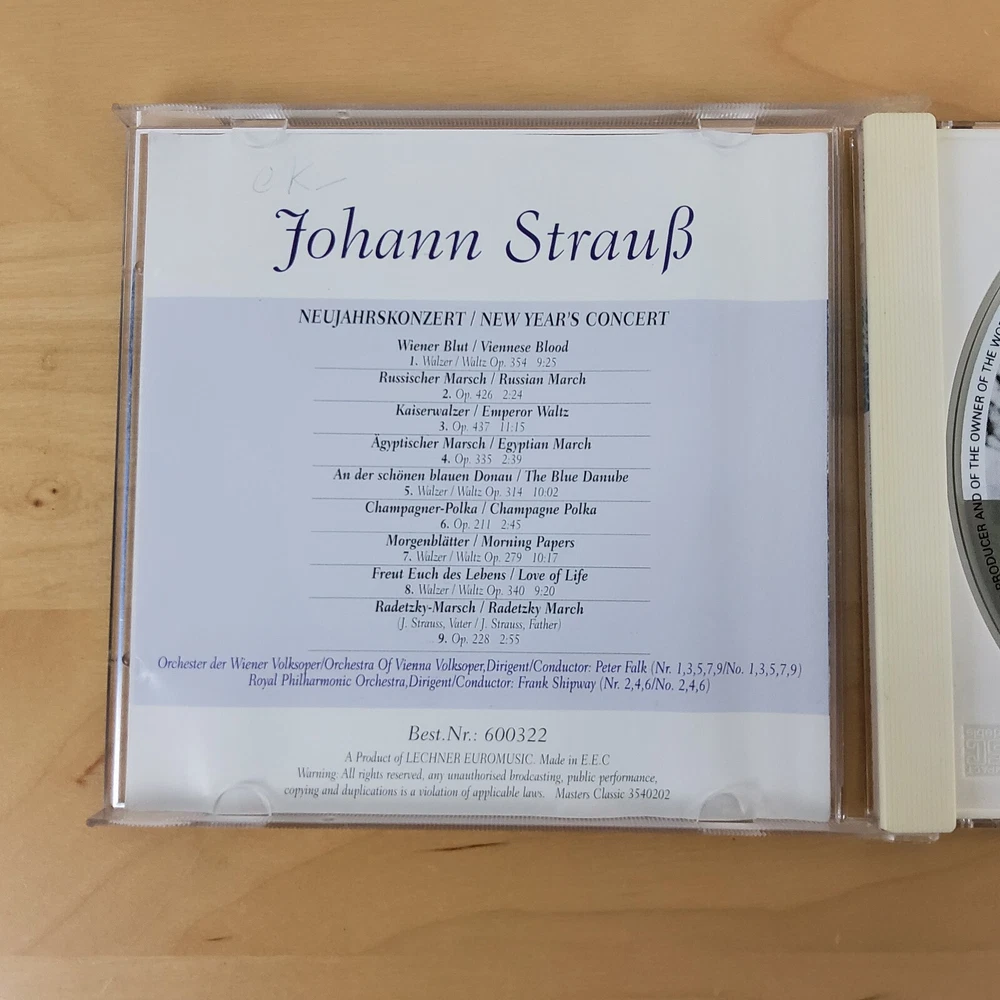 OK
Johann Strauß
NEUJAHRSKONZERT / NEW YEAR'S CONCERT
Wiener Blut / Viennese Blood
1. Walzer / Waltz Op. 354 9:25
Russischer Marsch / Russian March
2. Op. 426 2:24
Kaiserwalzer / Emperor Waltz
3. Op. 437 11:15
Ägyptischer Marsch / Egyptian March
4. Op. 335 2:39
An der schönen blauen Donau / The Blue Danube
5. Walzer / Waltz Op. 314 10:02
Champagner-Polka / Champagne Polka
6. Op. 211 2:45
Morgenblätter / Morning Papers
7. Walzer / Waltz Op. 279 10:17
Freut Euch des Lebens / Love of Life
8. Walzer / Waltz Op. 340 9:20
Radetzky-Marsch / Radetzky March
(J. Strauss, Vater / J. Strauss, Father)
9. Op. 228 2:55
Orchester der Wiener Volksoper/Orchestra Of Vienna Volksoper,Dirigent/Conductor: Peter Falk (Nr. 1,3,5,7,9/No. 1,3,5,7,9)
Royal Philharmonic Orchestra,Dirigent/Conductor: Frank Shipway (Nr. 2,4,6/No. 2,4,6)
Best.Nr.: 600322
A Product of LECHNER EUROMUSIC. Made in E.E.C
Warning: All rights reserved, any unauthorised brodcasting, public performance,
copying and duplications is a violation of applicable laws. Masters Classic 3540202
PRODUCER AND OF THE OWNER OF THE